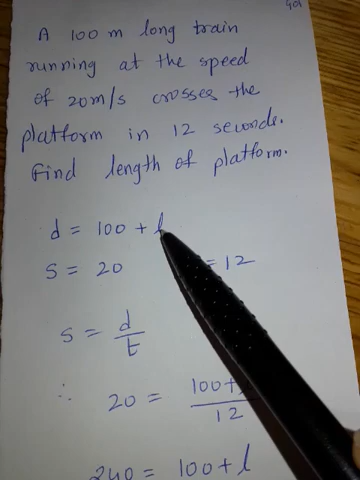 A 100 m long train
running at the speed
of 20m/s crosses the
platform in 12 seconds.
Find length of platform.
d = 100 + l
S = 20 = 12
S = d/t
∴ 20 = 100+/12
240 = 100+l